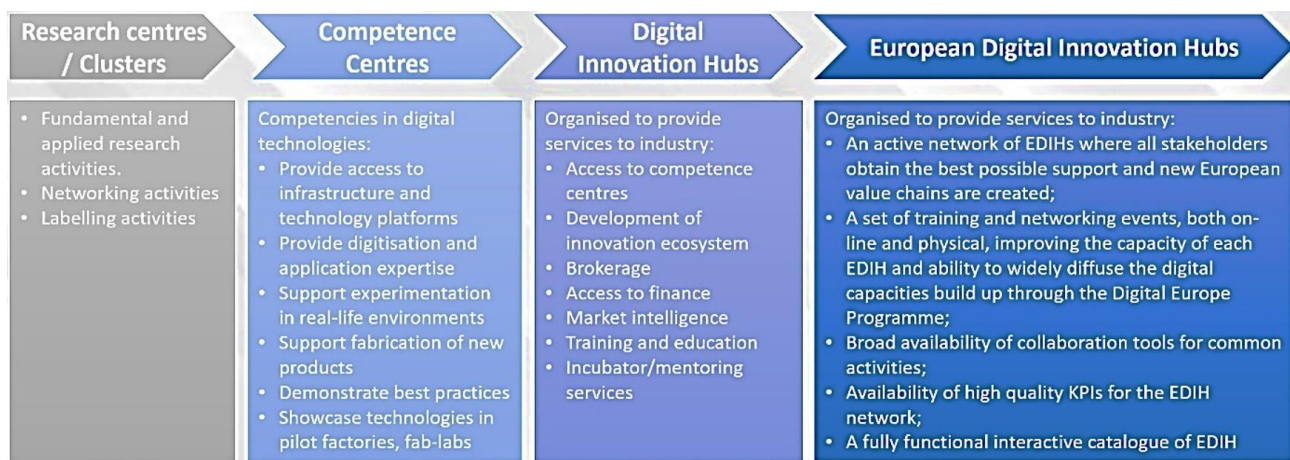 Research centres
/ Clusters
Competence
Centres
Digital
Innovation Hubs
European Digital Innovation Hubs
• Fundamental and
applied research
activities.
• Networking activities
• Labelling activities
Competencies in digital
technologies:
• Provide access to
infrastructure and
technology platforms
• Provide digitisation and
application expertise
• Support experimentation
in real-life environments
• Support fabrication of new
products
• Demonstrate best practices
• Showcase technologies in
pilot factories, fab-labs
Organised to provide
services to industry:
• Access to competence
centres
• Development of
innovation ecosystem
• Brokerage
• Access to finance
• Market intelligence
• Training and education
• Incubator/mentoring
services
Organised to provide services to industry:
• An active network of EDIHs where all stakeholders
obtain the best possible support and new European
value chains are created;
• A set of training and networking events, both on-
line and physical, improving the capacity of each
EDIH and ability to widely diffuse the digital
capacities build up through the Digital Europe
Programme;
• Broad availability of collaboration tools for common
activities;
• Availability of high quality KPIs for the EDIH
network;
• A fully functional interactive catalogue of EDIH